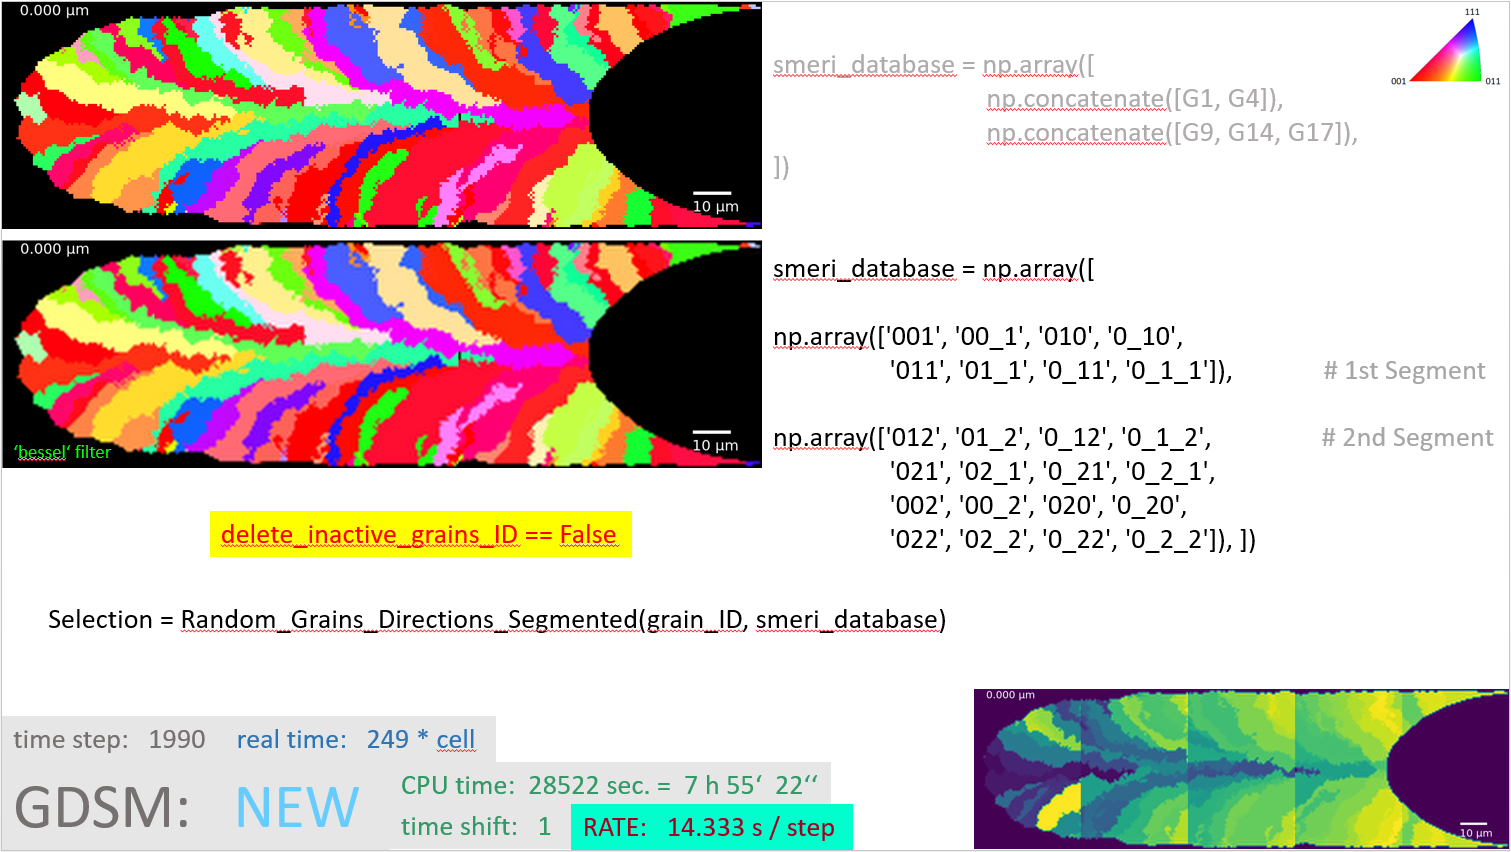 0.000 µm
10 µm
0.000 µm
10 µm
‘bessel‘ filter
smeri_database = np.array([
np.concatenate([G1, G4]),
np.concatenate([G9, G14, G17]),
])
111
001
011
smeri_database = np.array([
np.array(['001', '00_1', '010', '0_10',
'011', '01_1', '0_11', '0_1_1']), # 1st Segment
np.array(['012', '01_2', '0_12', '0_1_2', # 2nd Segment
'021', '02_1', '0_21', '0_2_1',
'002', '00_2', '020', '0_20',
'022', '02_2', '0_22', '0_2_2']), ])
delete_inactive_grains_ID == False
Selection = Random_Grains_Directions_Segmented(grain_ID, smeri_database)
time step: 1990 real time: 249 * cell
GDSM: NEW
CPU time: 28522 sec. = 7 h 55‘ 22‘‘
time shift: 1
RATE: 14.333 s / step
0.000 µm
10 µm